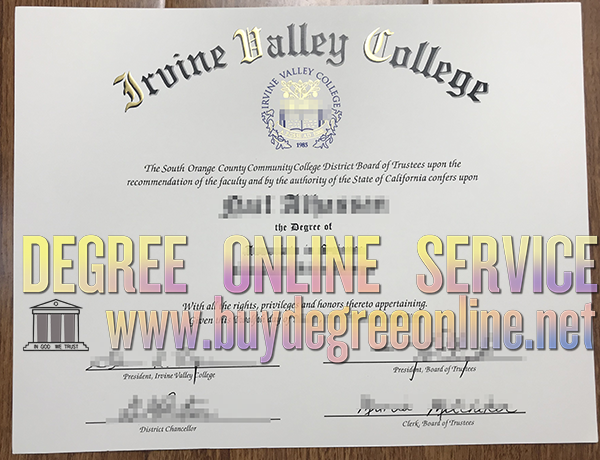 Irvine Valley College
IRVINE VALLEY COLLEGE
1985
The South Orange County Community College District Board of Trustees upon the
recommendation of the faculty and by the authority of the State of California confers upon
the Degree of
DEGREE ONLINE SERVICE
With all the rights, privileges and honors thereto appertaining.
www.buydegreeonline.net
IN GOD WE TRUST
President, Irvine Valley College
President, Board of Trustees
District Chancellor
Clerk, Board of Trustees